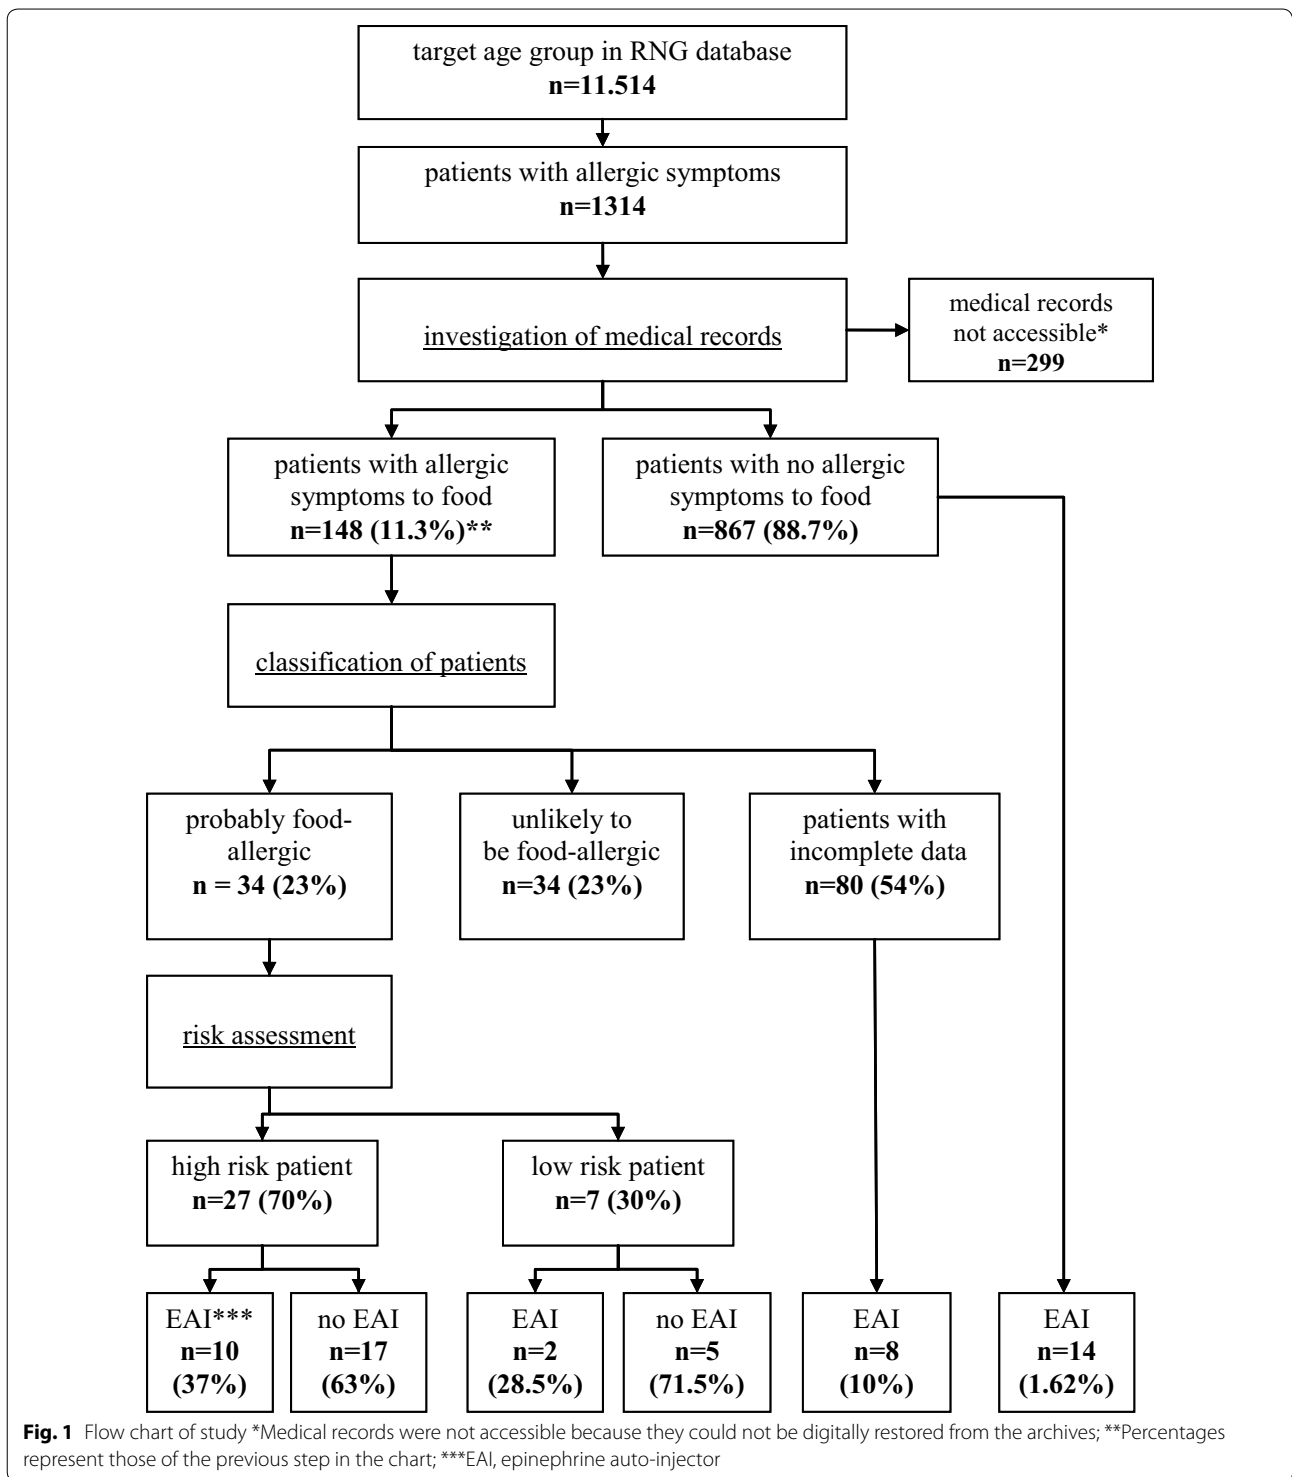 target age group in RNG database
n=11.514
patients with allergic symptoms
n=1314
investigation of medical records
medical records
not accessible*
n=299
patients with allergic
symptoms to food
n=148 (11.3%)**
patients with no allergic
symptoms to food
n=867 (88.7%)
classification of patients
probably food-
allergic
n = 34 (23%)
unlikely to
be food-allergic
n=34 (23%)
patients with
incomplete data
n=80 (54%)
risk assessment
high risk patient
n=27 (70%)
low risk patient
n=7 (30%)
EAI***
n=10
(37%)
no EAI
n=17
(63%)
EAI
n=2
(28.5%)
no EAI
n=5
(71.5%)
EAI
n=8
(10%)
EAI
n=14
(1.62%)
Fig. 1 Flow chart of study *Medical records were not accessible because they could not be digitally restored from the archives; **Percentages
represent those of the previous step in the chart; ***EAI, epinephrine auto-injector